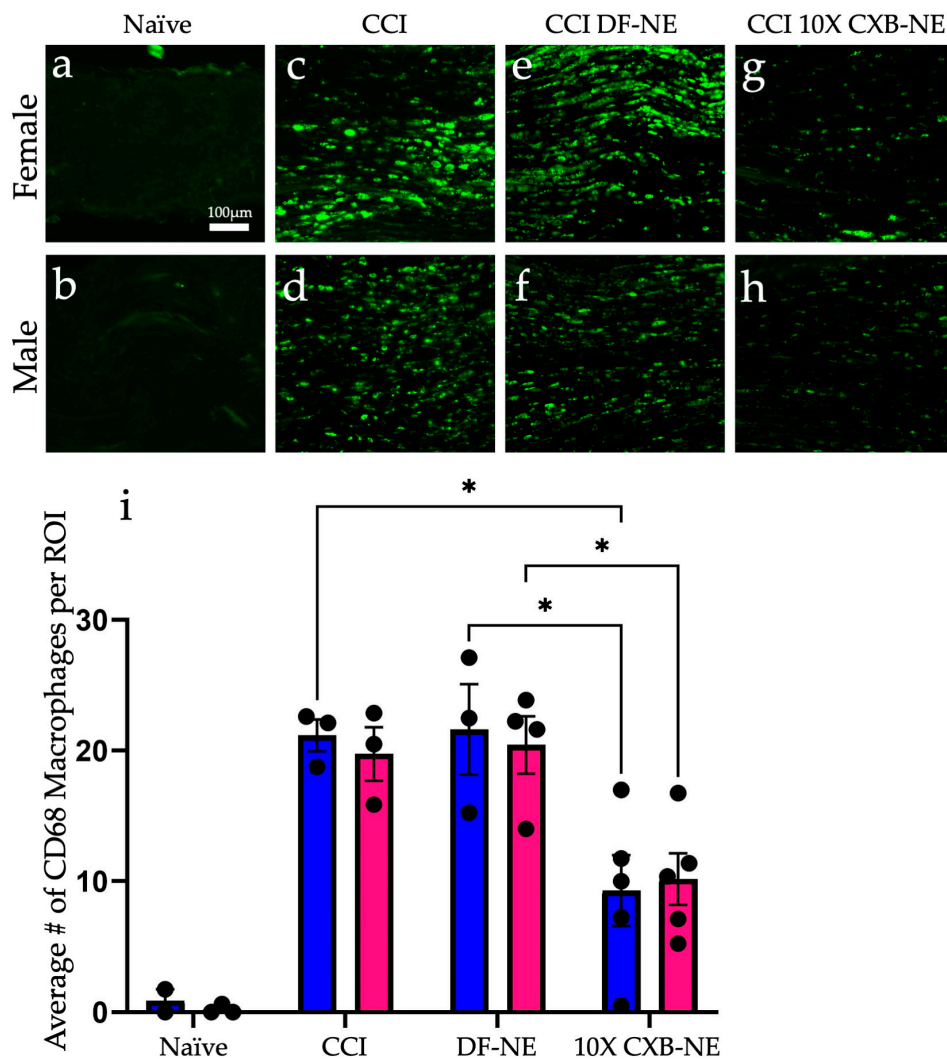 Naïve CCI CCI DF-NE CCI 10X CXB-NE
Female
a c e g
100µm
Male
b d f h
i
* 
*
*
Average # of CD68 Macrophages per ROI
30
20
10
0
Naïve CCI DF-NE 10X CXB-NE